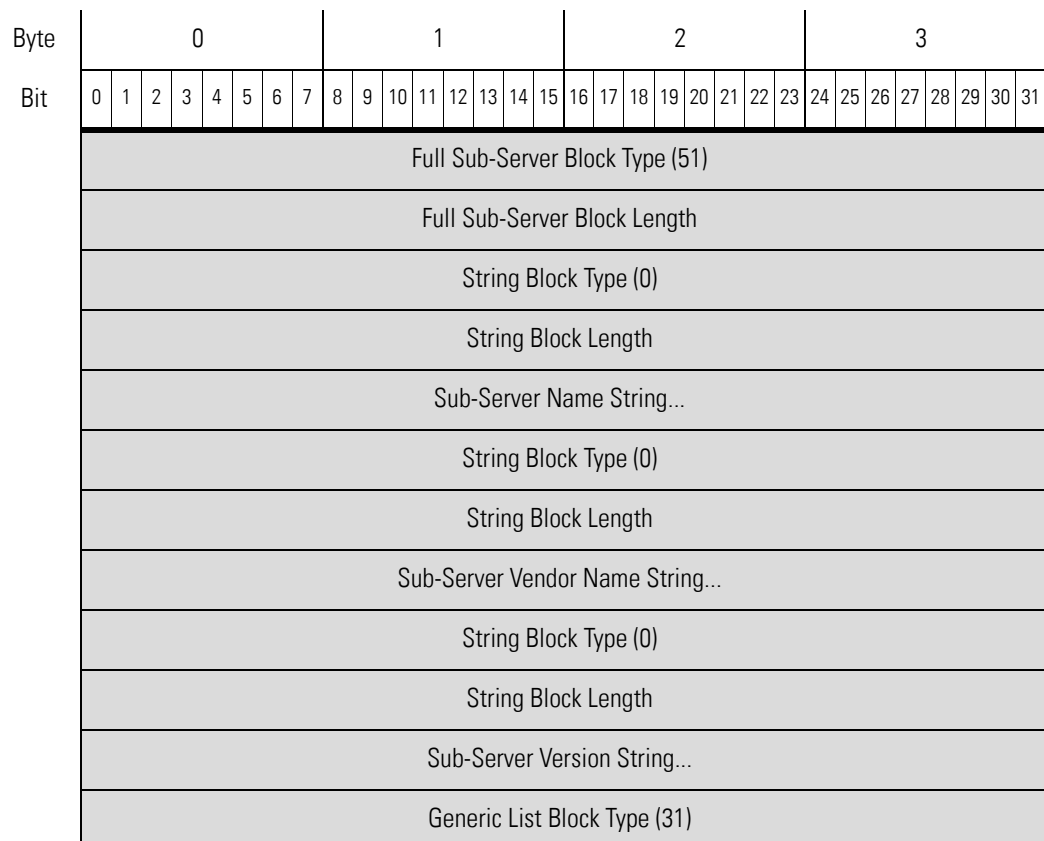 Byte 0 1 2 3
Bit 0 1 2 3 4 5 6 7 8 9 10 11 12 13 14 15 16 17 18 19 20 21 22 23 24 25 26 27 28 29 30 31
Full Sub-Server Block Type (51)
Full Sub-Server Block Length
String Block Type (0)
String Block Length
Sub-Server Name String...
String Block Type (0)
String Block Length
Sub-Server Vendor Name String...
String Block Type (0)
String Block Length
Sub-Server Version String...
Generic List Block Type (31)